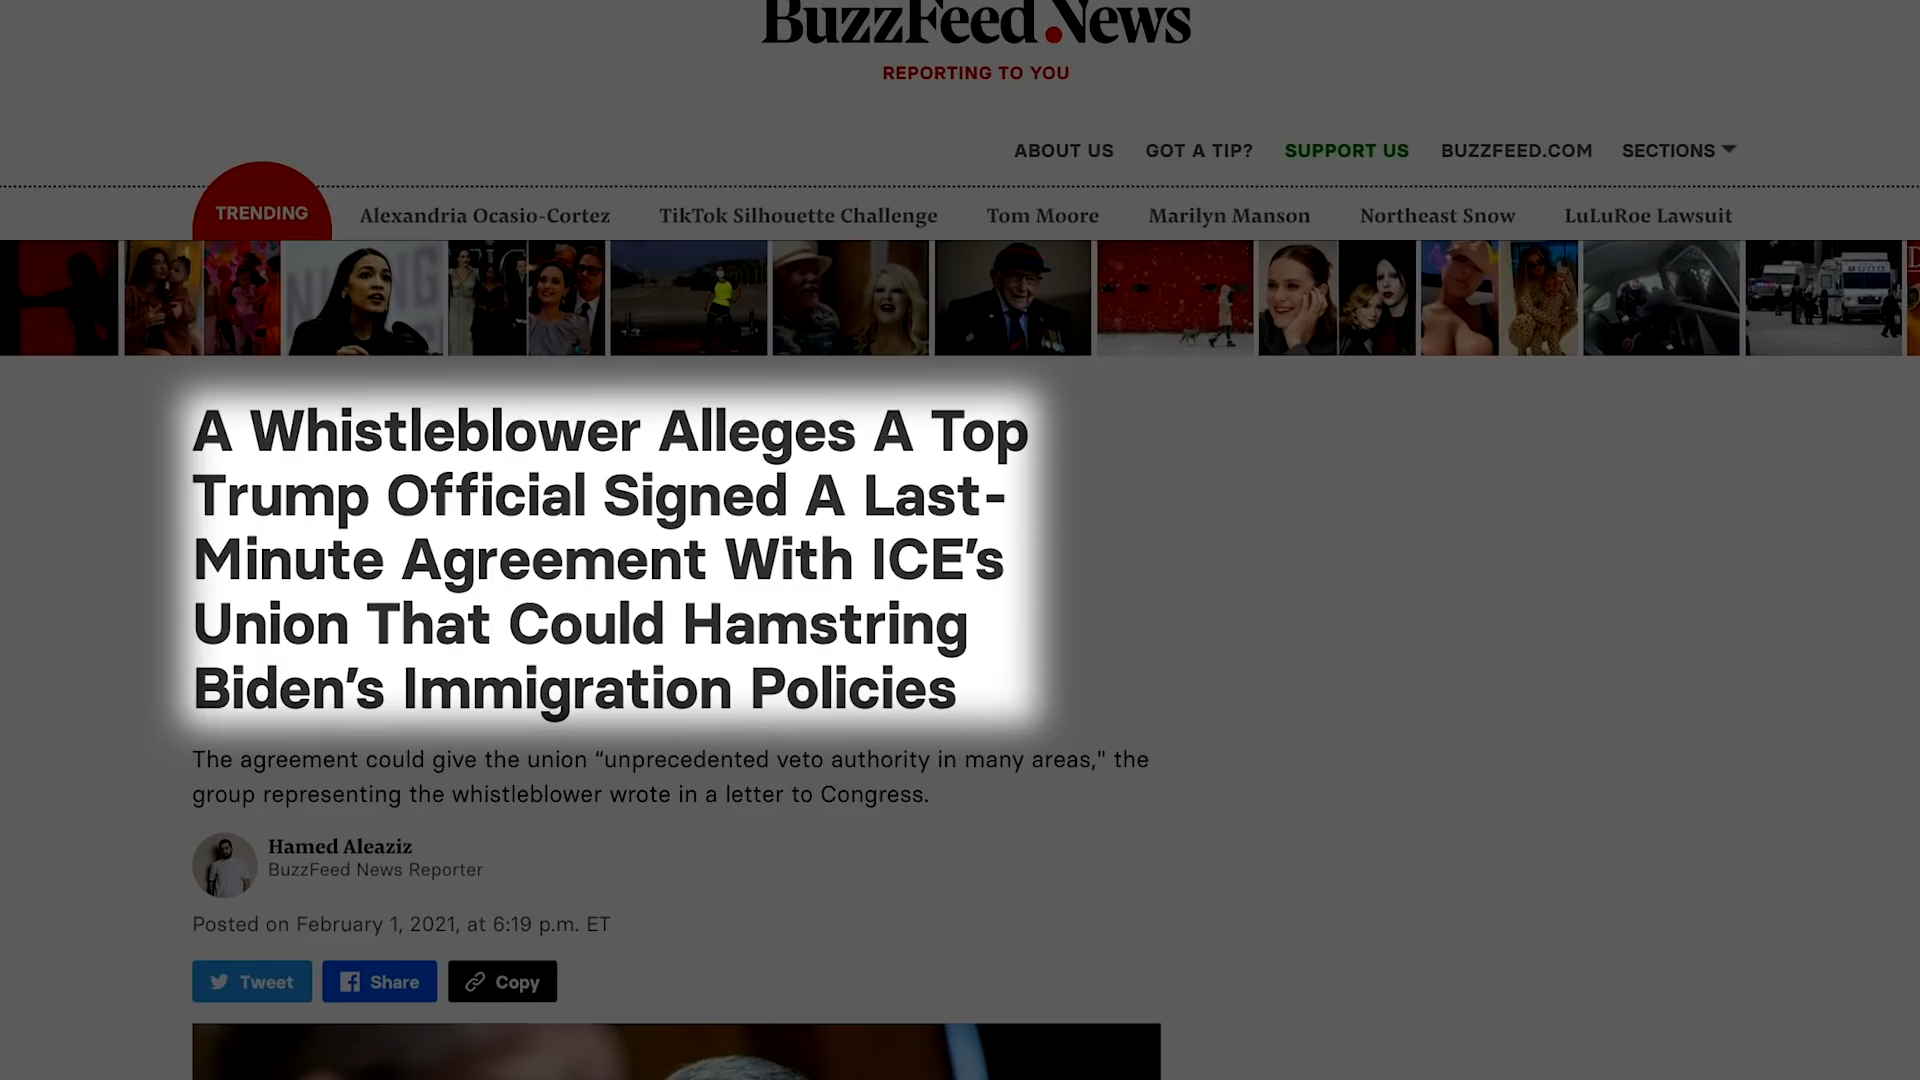 BuzzFeed News
REPORTING TO YOU
ABOUT US GOT A TIP? SUPPORT US BUZZFEED.COM SECTIONS
TRENDING Alexandria Ocasio-Cortez TikTok Silhouette Challenge Tom Moore Marilyn Manson Northeast Snow LuLuRoe Lawsuit
A Whistleblower Alleges A Top
Trump Official Signed A Last-
Minute Agreement With ICE’s
Union That Could Hamstring
Biden’s Immigration Policies
The agreement could give the union “unprecedented veto authority in many areas," the
group representing the whistleblower wrote in a letter to Congress.
Hamed Aleaziz
BuzzFeed News Reporter
Posted on February 1, 2021, at 6:19 p.m. ET
Tweet Share Copy